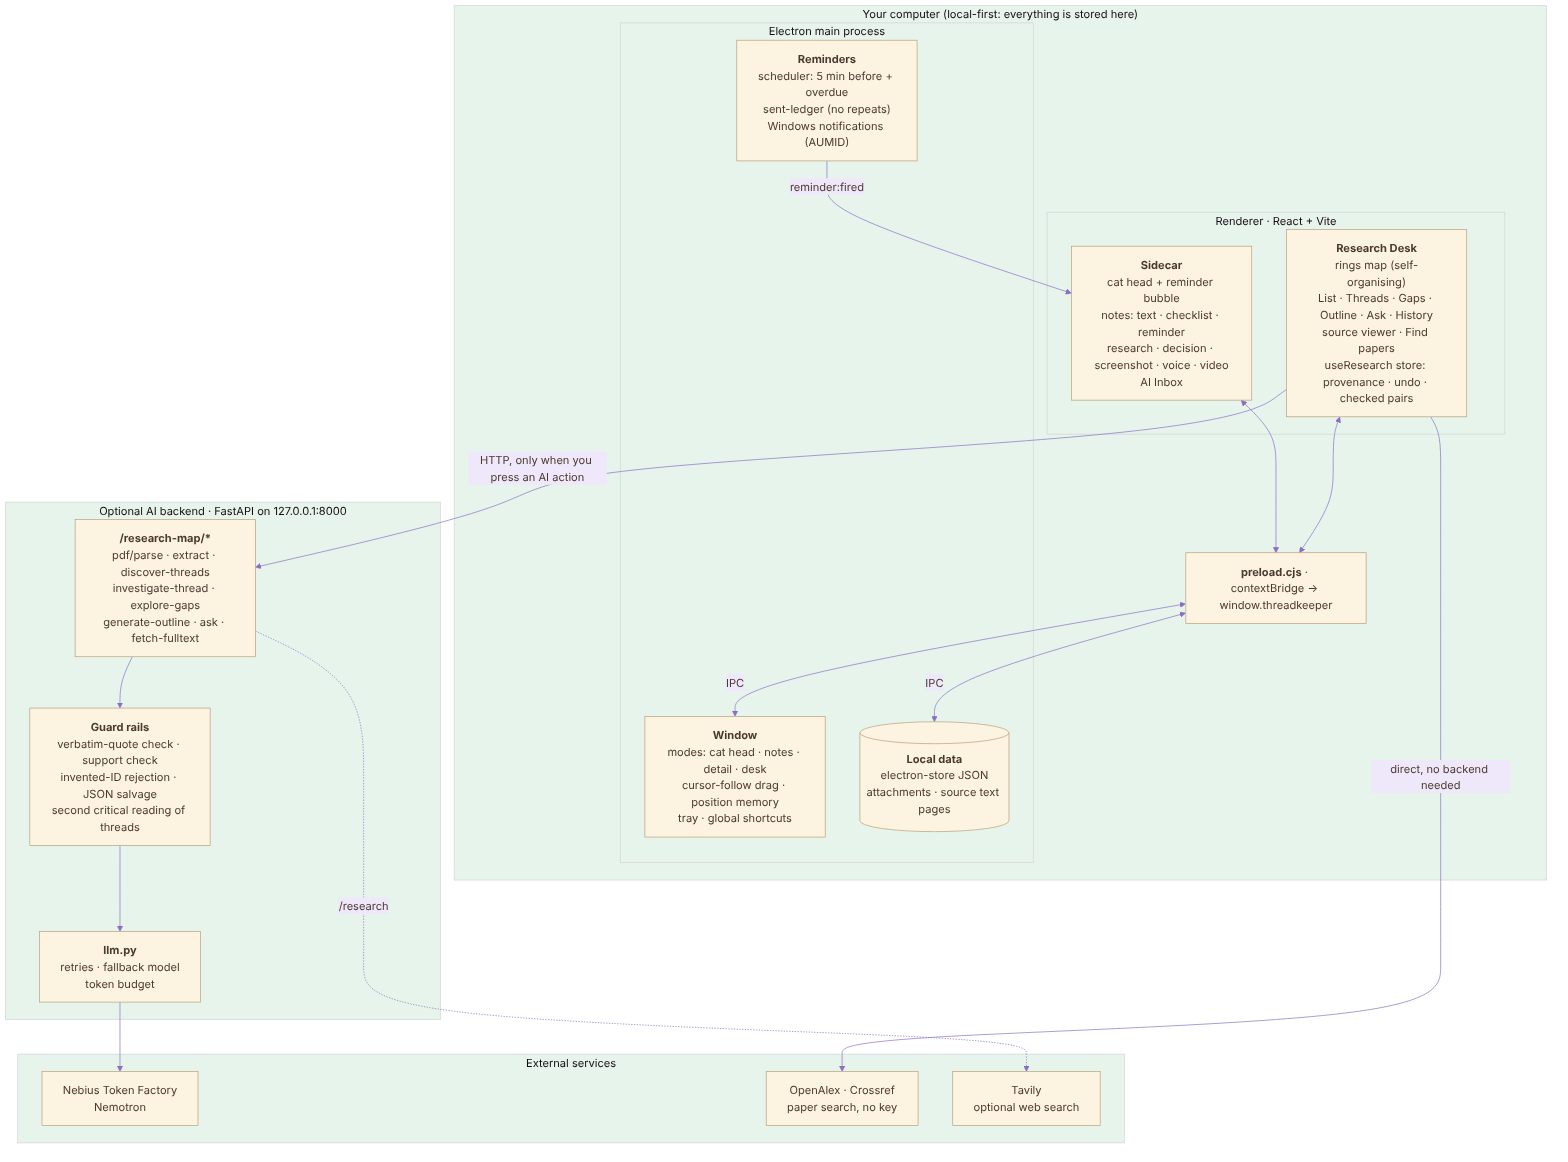 Your computer (local-first: everything is stored here)
Electron main process
Reminders
scheduler: 5 min before +
overdue
sent-ledger (no repeats)
Windows notifications
(AUMID)
reminder:fired
Renderer · React + Vite
Sidecar
cat head + reminder
bubble
notes: text · checklist ·
reminder
research · decision ·
screenshot · voice · video
AI Inbox
Research Desk
rings map (self-
organising)
List · Threads · Gaps ·
Outline · Ask · History
source viewer · Find
papers
useResearch store:
provenance · undo ·
checked pairs
HTTP, only when you
press an AI action
Optional AI backend · FastAPI on 127.0.0.1:8000
/research-map/*
pdf/parse · extract ·
discover-threads
investigate-thread ·
explore-gaps
generate-outline · ask ·
fetch-fulltext
preload.cjs ·
contextBridge →
window.threadkeeper
IPC
IPC
Guard rails
verbatim-quote check ·
support check
invented-ID rejection ·
JSON salvage
second critical reading of
threads
Window
modes: cat head · notes ·
detail · desk
cursor-follow drag ·
position memory
tray · global shortcuts
Local data
electron-store JSON
attachments · source text
pages
direct, no backend
needed
/research
llm.py
retries · fallback model
token budget
External services
Nebius Token Factory
Nemotron
OpenAlex · Crossref
paper search, no key
Tavily
optional web search